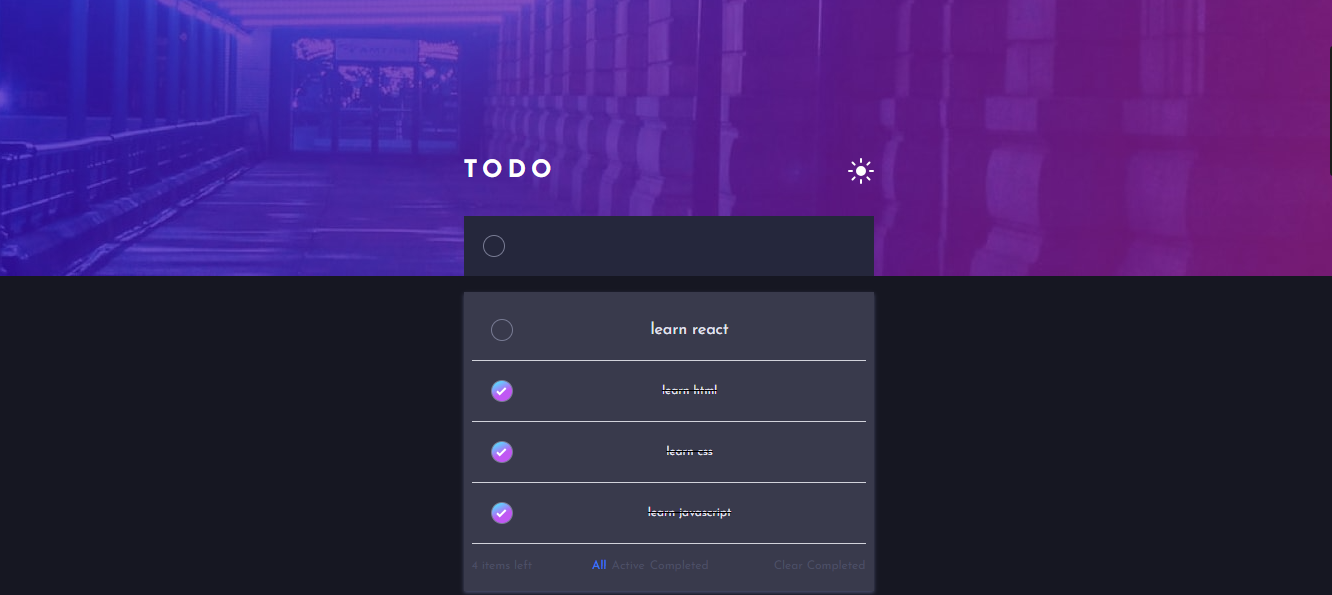 TODO
learn react
learn html
learn css
learn javascript
4 items left All Active Completed Clear Completed